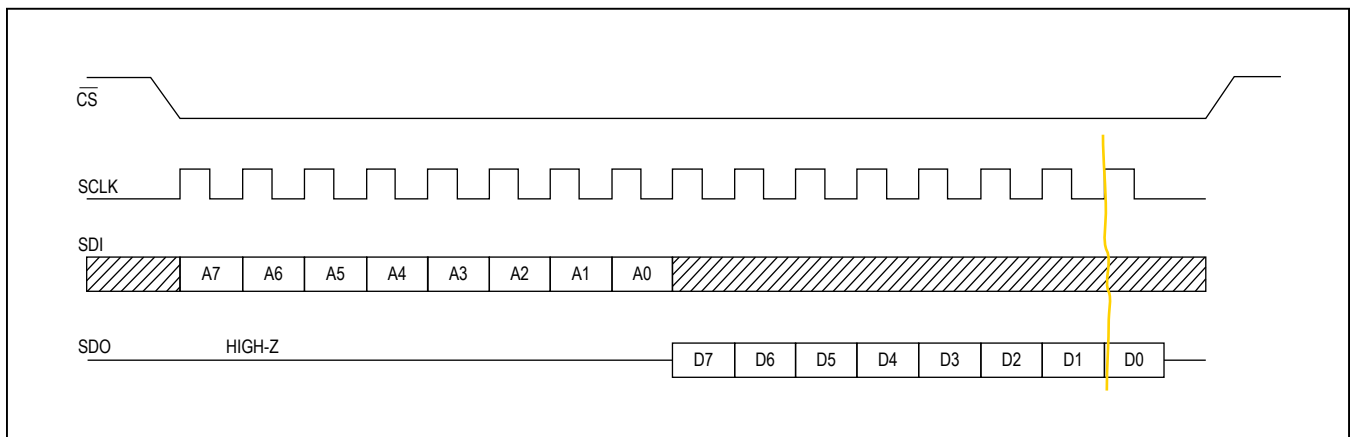 C̅S̅
SCLK
SDI
A7 A6 A5 A4 A3 A2 A1 A0
SDO HIGH-Z
D7 D6 D5 D4 D3 D2 D1 D0